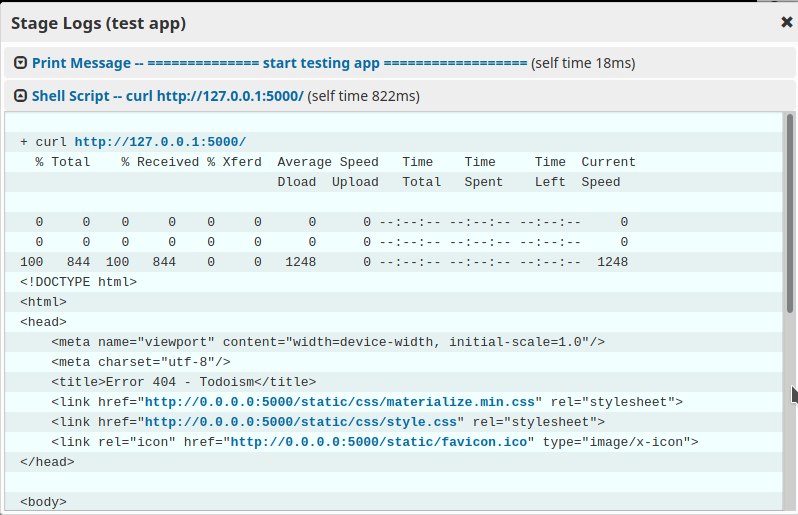 Stage Logs (test app)
Print Message -- ============== start testing app ================== (self time 18ms)
Shell Script -- curl http://127.0.0.1:5000/ (self time 822ms)
+ curl http://127.0.0.1:5000/
  % Total    % Received % Xferd  Average Speed   Time    Time     Time  Current
                                 Dload  Upload   Total   Spent    Left  Speed
  0     0    0     0    0     0      0      0 --:--:-- --:--:-- --:--:--     0
  0     0    0     0    0     0      0      0 --:--:-- --:--:-- --:--:--     0
100   844  100   844    0     0   1248      0 --:--:-- --:--:-- --:--:--  1248
<!DOCTYPE html>
<html>
<head>
    <meta name="viewport" content="width=device-width, initial-scale=1.0"/>
    <meta charset="utf-8"/>
    <title>Error 404 - Todoism</title>
    <link href="http://0.0.0.0:5000/static/css/materialize.min.css" rel="stylesheet">
    <link href="http://0.0.0.0:5000/static/css/style.css" rel="stylesheet">
    <link rel="icon" href="http://0.0.0.0:5000/static/favicon.ico" type="image/x-icon">
</head>
<body>